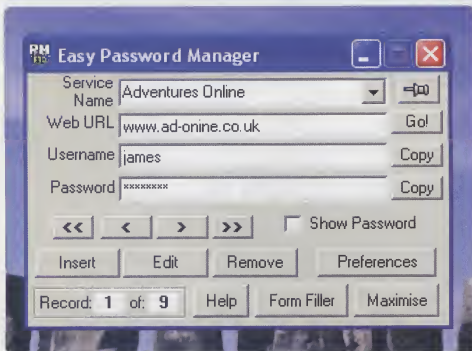 PM
Easy Password Manager
Service Name Adventures Online
Web URL www.ad-onine.co.uk Go!
Username james Copy
Password ******** Copy
<< < > >> Show Password
Insert Edit Remove Preferences
Record: 1 of: 9 Help Form Filler Maximise